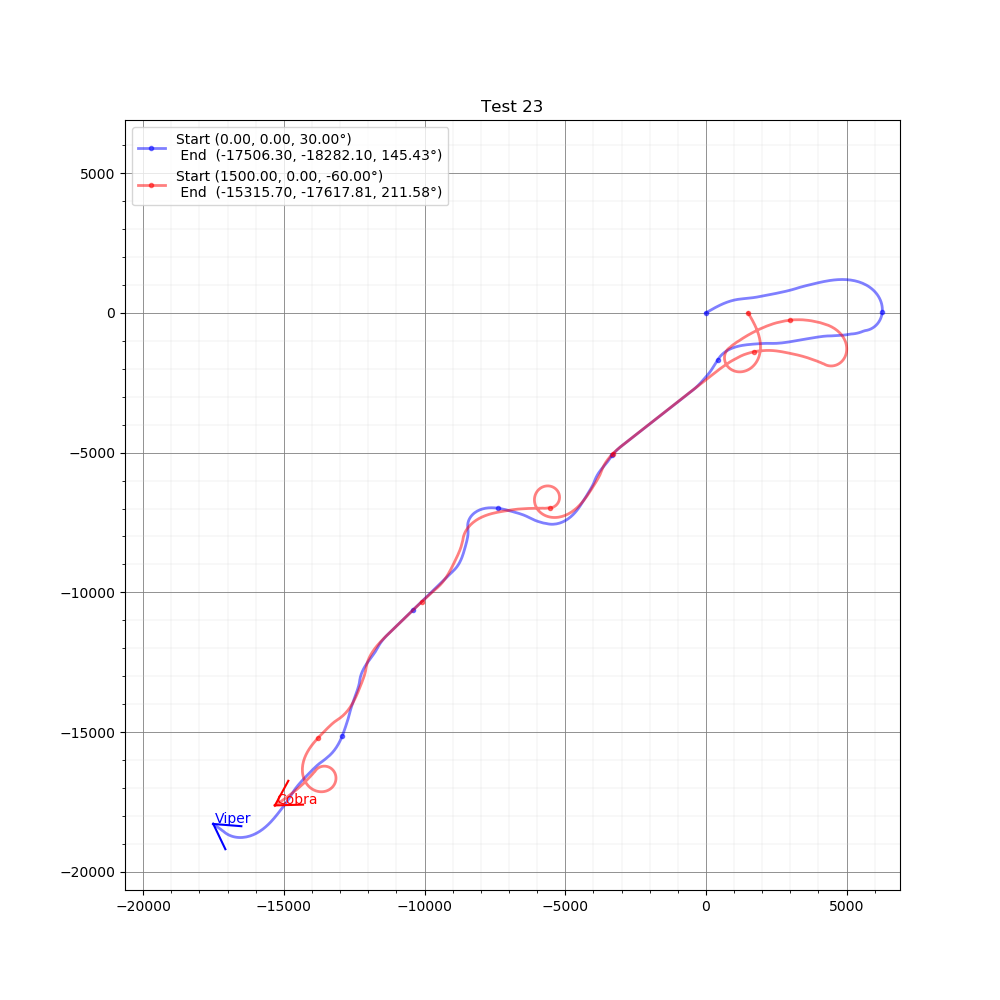 Test 23
Start (0.00, 0.00, 30.00°)
End (-17506.30, -18282.10, 145.43°)
Start (1500.00, 0.00, -60.00°)
End (-15315.70, -17617.81, 211.58°)
5000
0
−5000
−10000
−15000
−20000
Cobra
Viper
−20000 −15000 −10000 −5000 0 5000